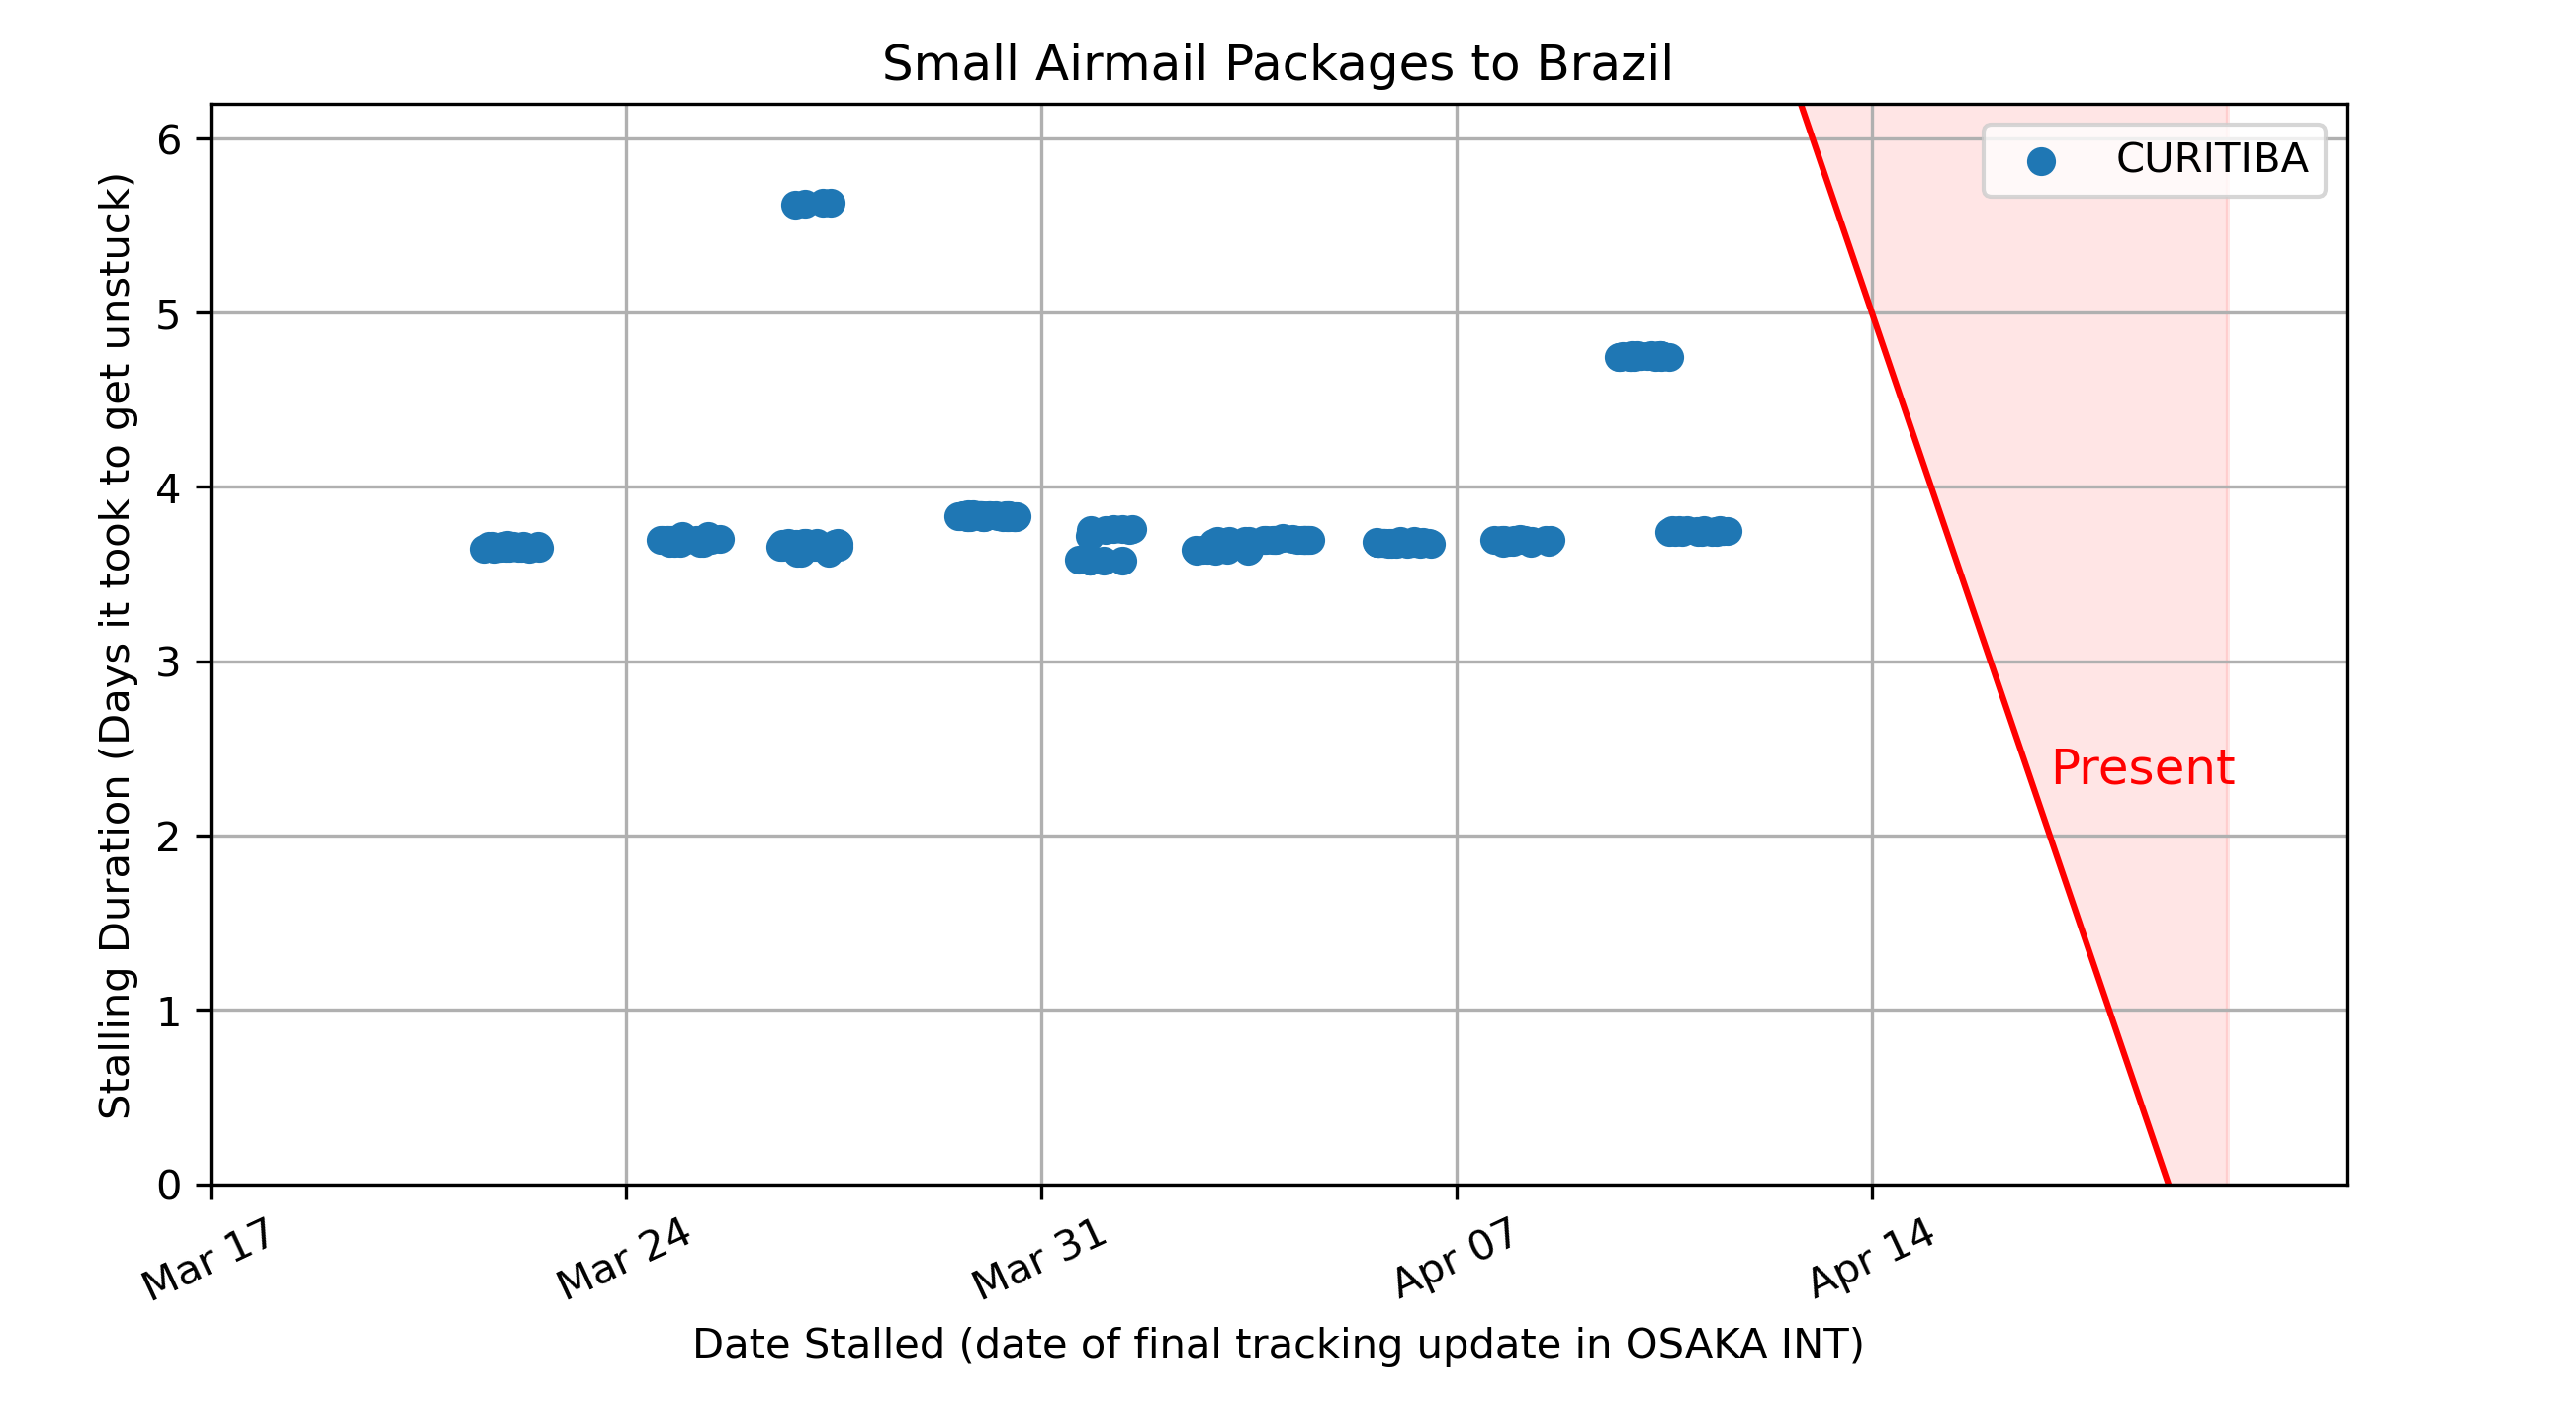 Small Airmail Packages to Brazil
CURITIBA
6
5
4
3
2
1
0
Stalling Duration (Days it took to get unstuck)
Present
Mar 17
Mar 24
Mar 31
Apr 07
Apr 14
Date Stalled (date of final tracking update in OSAKA INT)